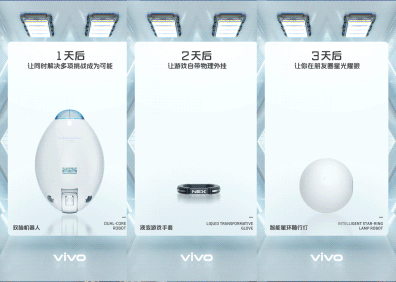 1天后
让同时解决多项挑战成为可能
双脑机器人
DUAL-CORE
ROBOT
vivo
2天后
让游戏自带物理外挂
NEX
液变游戏手套
LIQUID TRANSFORMATIVE
GLOVE
vivo
3天后
让你在朋友圈星光耀眼
智能星环随行灯
INTELLIGENT STAR-RING
LAMP ROBOT
vivo